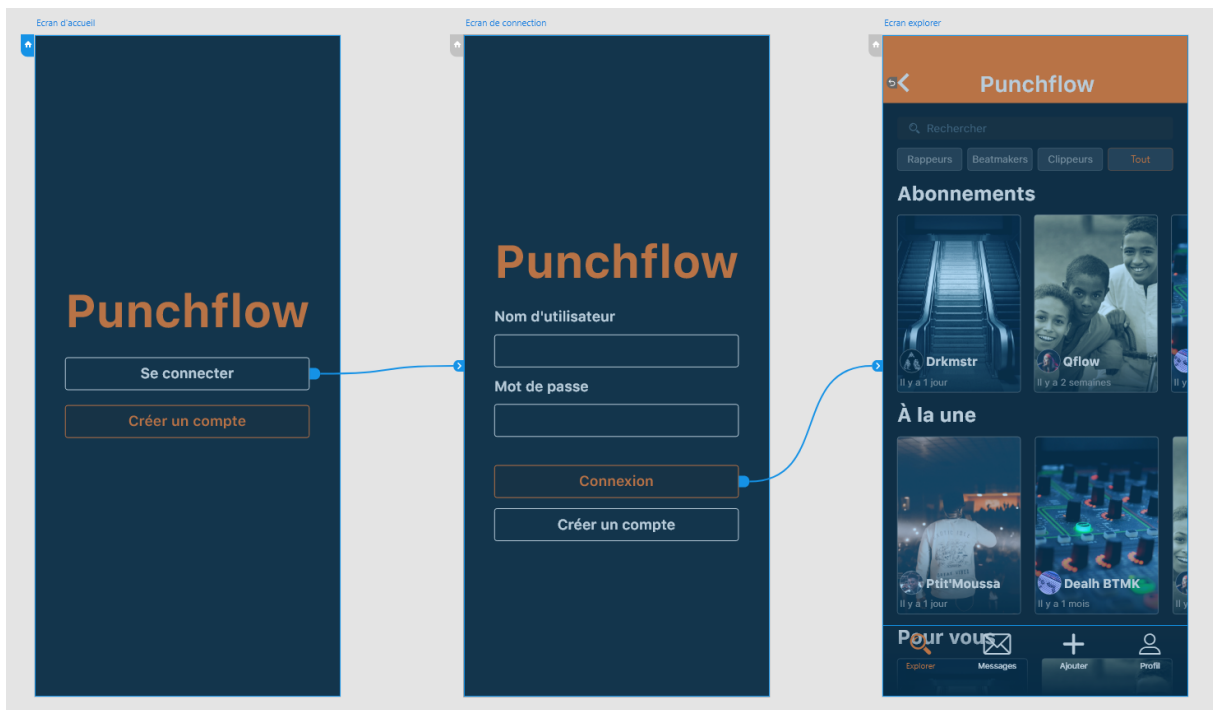 Ecran d'accueil
Punchflow
Se connecter
Créer un compte
Ecran de connection
Punchflow
Nom d'utilisateur
Mot de passe
Connexion
Créer un compte
Ecran explorer
Punchflow
Rechercher
Rappeurs Beatmakers Clippeurs Tout
Abonnements
Drkmstr Qflow
Il y a 1 jour Il y a 2 semaines Il y
À la une
Ptit'Moussa Dealh BTMK
Il y a 1 jour Il y a 1 mois Il y
Pour vous
Explorer Messages Ajouter Profil